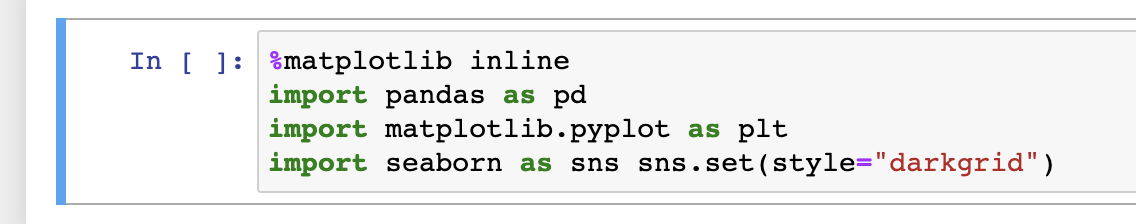 In [ ]: %matplotlib inline
import pandas as pd
import matplotlib.pyplot as plt
import seaborn as sns sns.set(style="darkgrid")